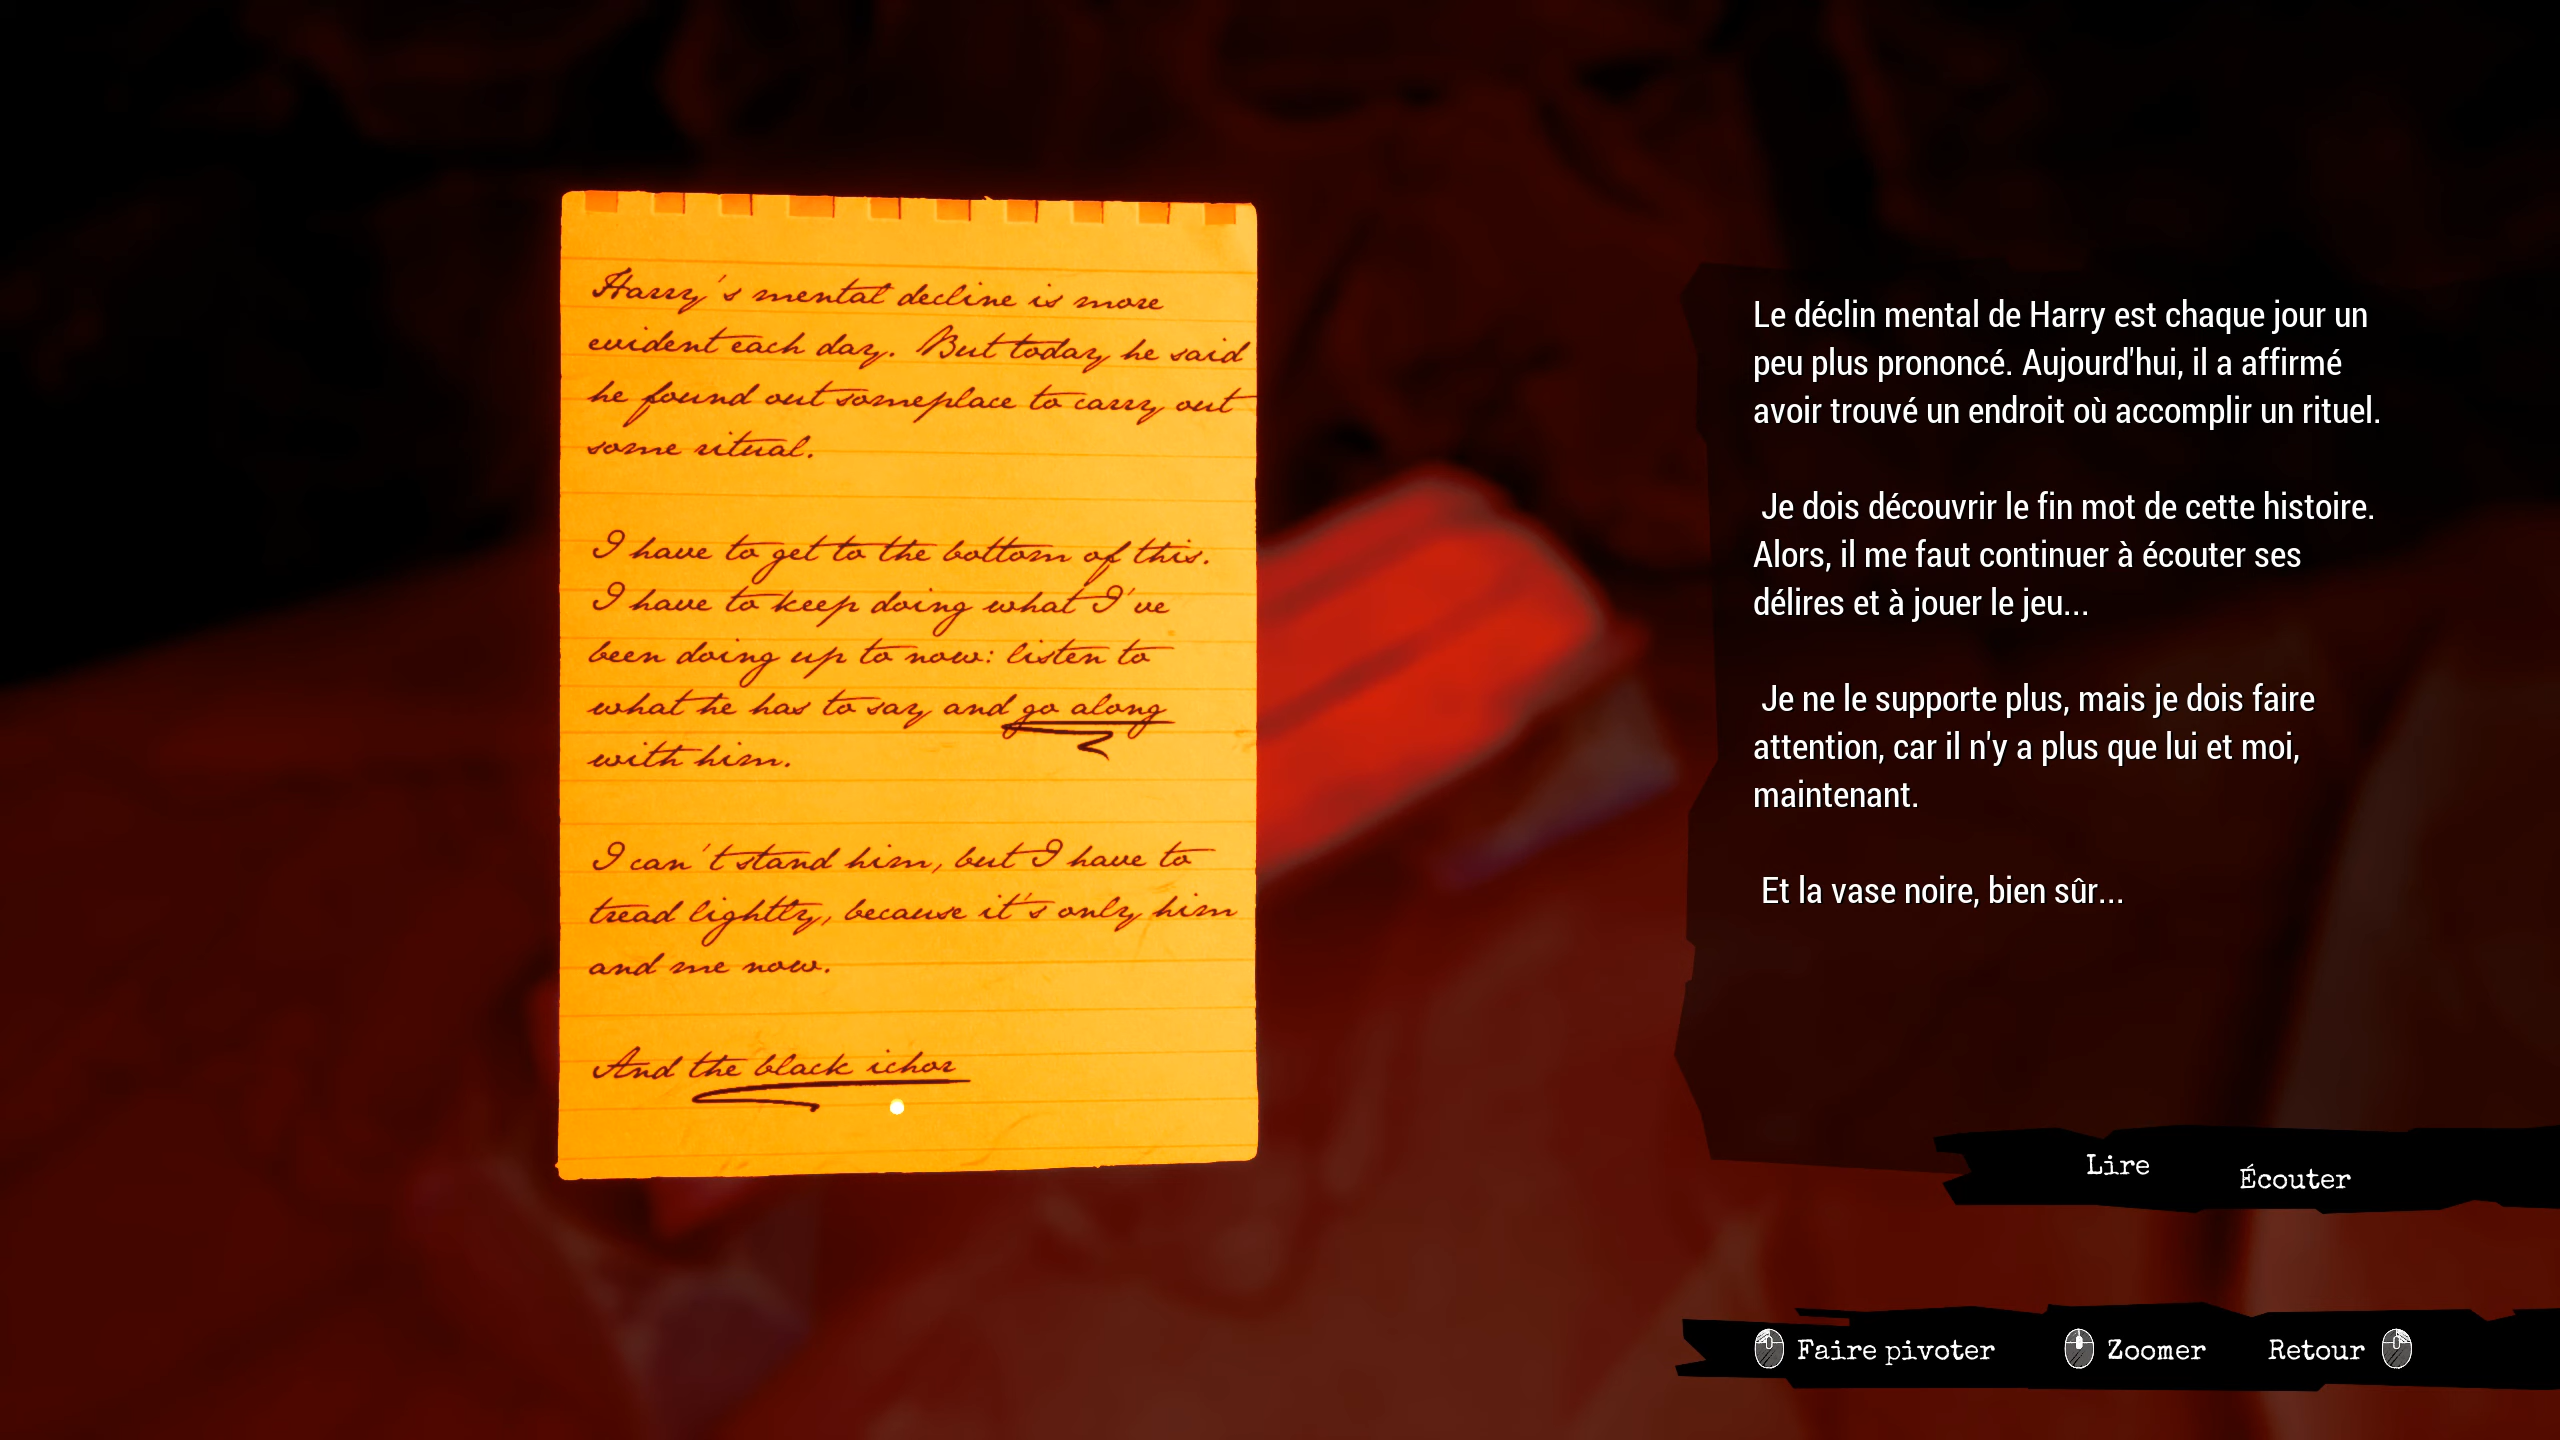 Harry's mental decline is more
evident each day. But today he said
he found out someplace to carry out
some ritual.
I have to get to the bottom of this.
I have to keep doing what I've
been doing up to now: listen to
what he has to say and go along
with him.
I can't stand him, but I have to
tread lightly, because it's only him
and me now.
And the black ichor
Le déclin mental de Harry est chaque jour un
peu plus prononcé. Aujourd'hui, il a affirmé
avoir trouvé un endroit où accomplir un rituel.
Je dois découvrir le fin mot de cette histoire.
Alors, il me faut continuer à écouter ses
délires et à jouer le jeu...
Je ne le supporte plus, mais je dois faire
attention, car il n'y a plus que lui et moi,
maintenant.
Et la vase noire, bien sûr...
Lire
Écouter
Faire pivoter
Zoomer
Retour